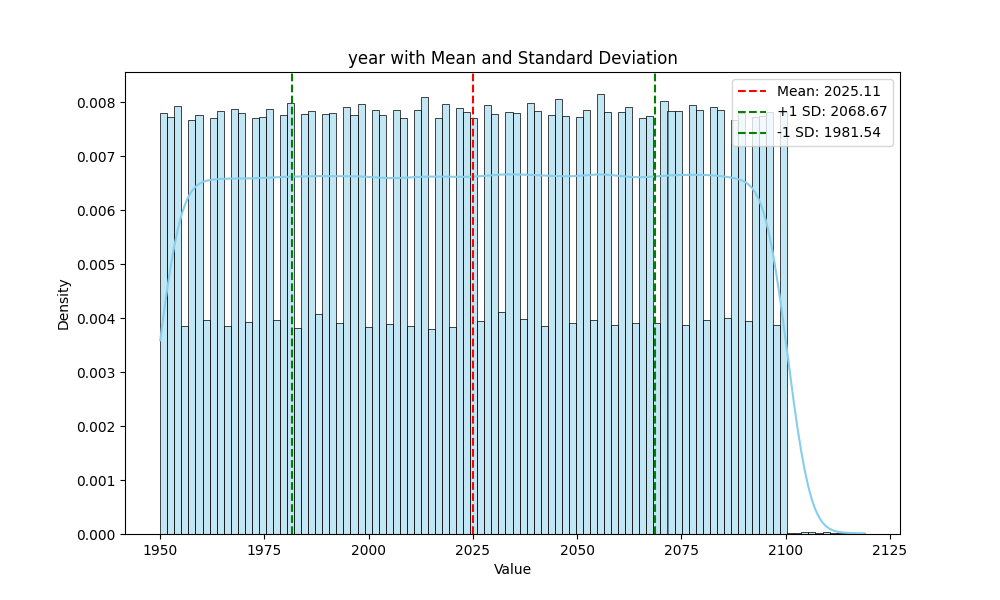 year with Mean and Standard Deviation
Mean: 2025.11
+1 SD: 2068.67
-1 SD: 1981.54
0.008
0.007
0.006
0.005
0.004
0.003
0.002
0.001
0.000
Density
1950 1975 2000 2025 2050 2075 2100 2125
Value